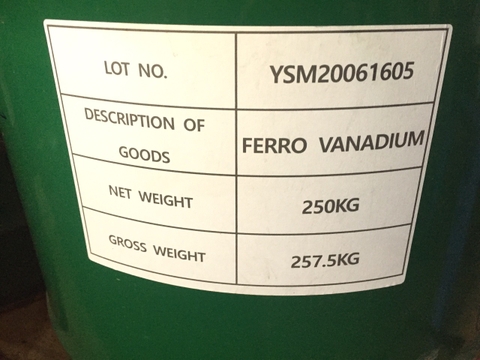 LOT NO. YSM20061605
DESCRIPTION OF
GOODS
FERRO VANADIUM
NET WEIGHT 250KG
GROSS WEIGHT 257.5KG